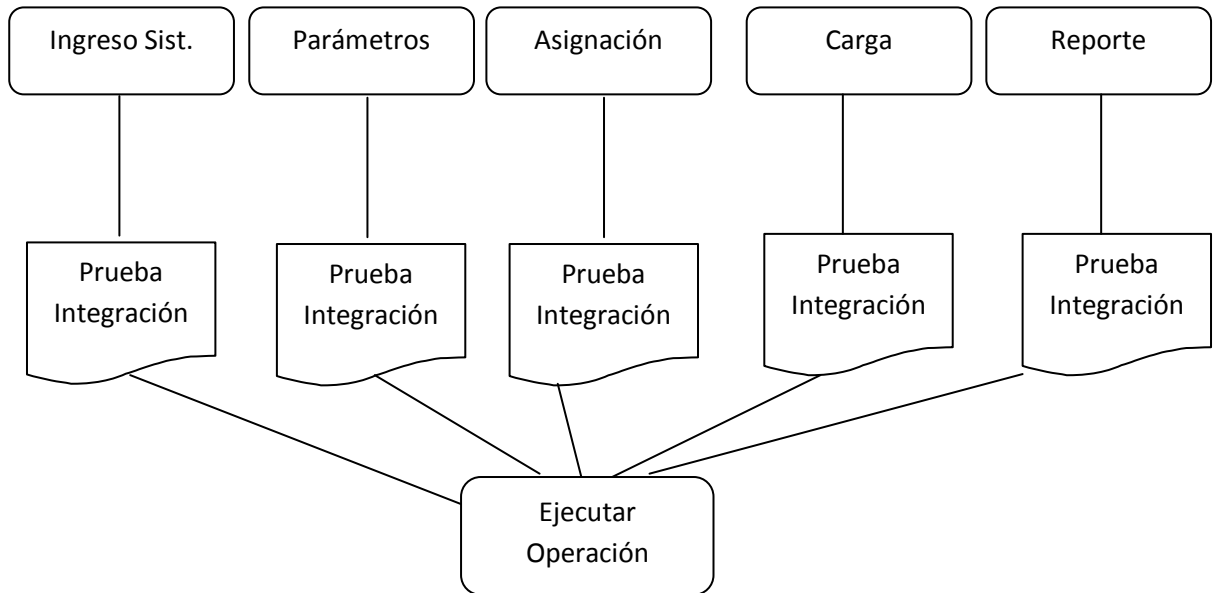 Ingreso Sist.
Parámetros
Asignación
Carga
Reporte
Prueba
Integración
Prueba
Integración
Prueba
Integración
Prueba
Integración
Prueba
Integración
Ejecutar
Operación